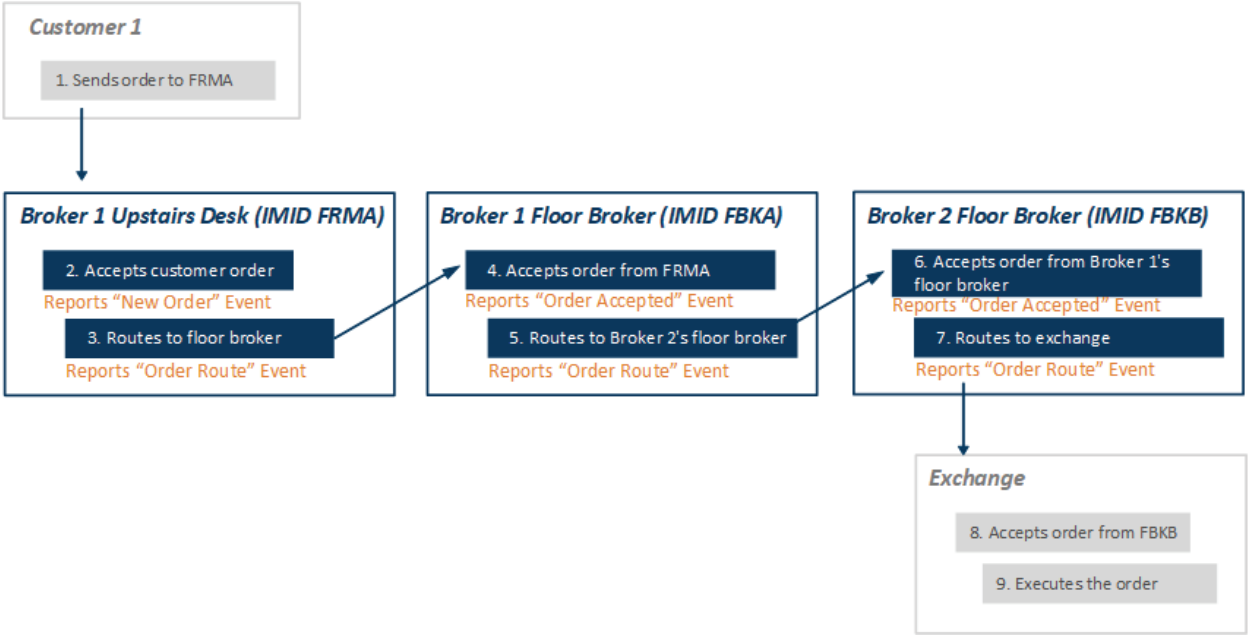 Customer 1
1. Sends order to FRMA
Broker 1 Upstairs Desk (IMID FRMA)
2. Accepts customer order
Reports “New Order” Event
3. Routes to floor broker
Reports “Order Route” Event
Broker 1 Floor Broker (IMID FBKA)
4. Accepts order from FRMA
Reports “Order Accepted” Event
5. Routes to Broker 2's floor broker
Reports “Order Route” Event
Broker 2 Floor Broker (IMID FBKB)
6. Accepts order from Broker 1's
floor broker
Reports “Order Accepted” Event
7. Routes to exchange
Reports “Order Route” Event
Exchange
8. Accepts order from FBKB
9. Executes the order